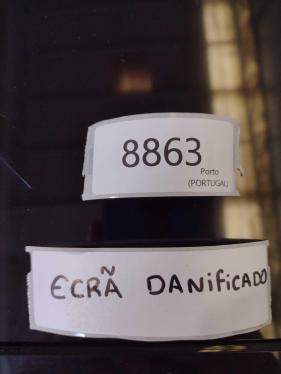 8863
Porto
(PORTUGAL)
ECRÃ DANIFICADO